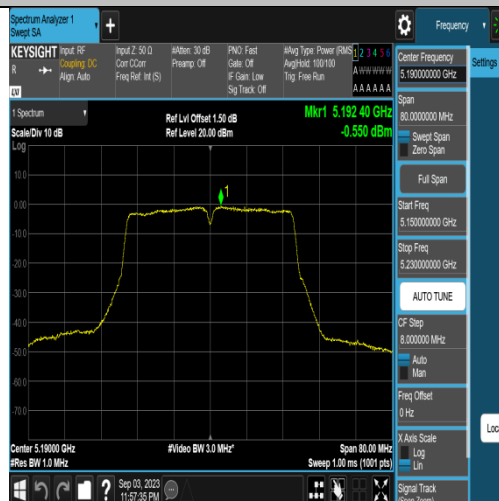 Spectrum Analyzer 1
Swept SA
Frequency
KEYSIGHT
R
Input: RF
Coupling: DC
Align: Auto
Input Z: 50 Ω
Corr CCorr
Freq Ref: Int (S)
#Atten: 30 dB
Preamp: Off
PNO: Fast
Gate: Off
IF Gain: Low
Sig Track: Off
#Avg Type: Power (RMS)
Avg|Hold: 100/100
Trig: Free Run
1 2 3 4 5 6
A W W W W W
A A A A A A
1 Spectrum
Scale/Div 10 dB
Ref Lvl Offset 1.50 dB
Ref Level 20.00 dBm
Mkr1 5.192 40 GHz
-0.550 dBm
Log
10.0
0.00
-10.0
-20.0
-30.0
-40.0
-50.0
-60.0
-70.0
1
Center 5.19000 GHz
#Res BW 1.0 MHz
#Video BW 3.0 MHz*
Span 80.00 MHz
Sweep 1.00 ms (1001 pts)
Sep 03, 2023
11:57:35 PM
Center Frequency
5.190000000 GHz
Settings
Span
80.0000000 MHz
Swept Span
Zero Span
Full Span
Start Freq
5.150000000 GHz
Stop Freq
5.230000000 GHz
AUTO TUNE
CF Step
8.000000 MHz
Auto
Man
Freq Offset
0 Hz
X Axis Scale
Log
Lin
Loc
Signal Track